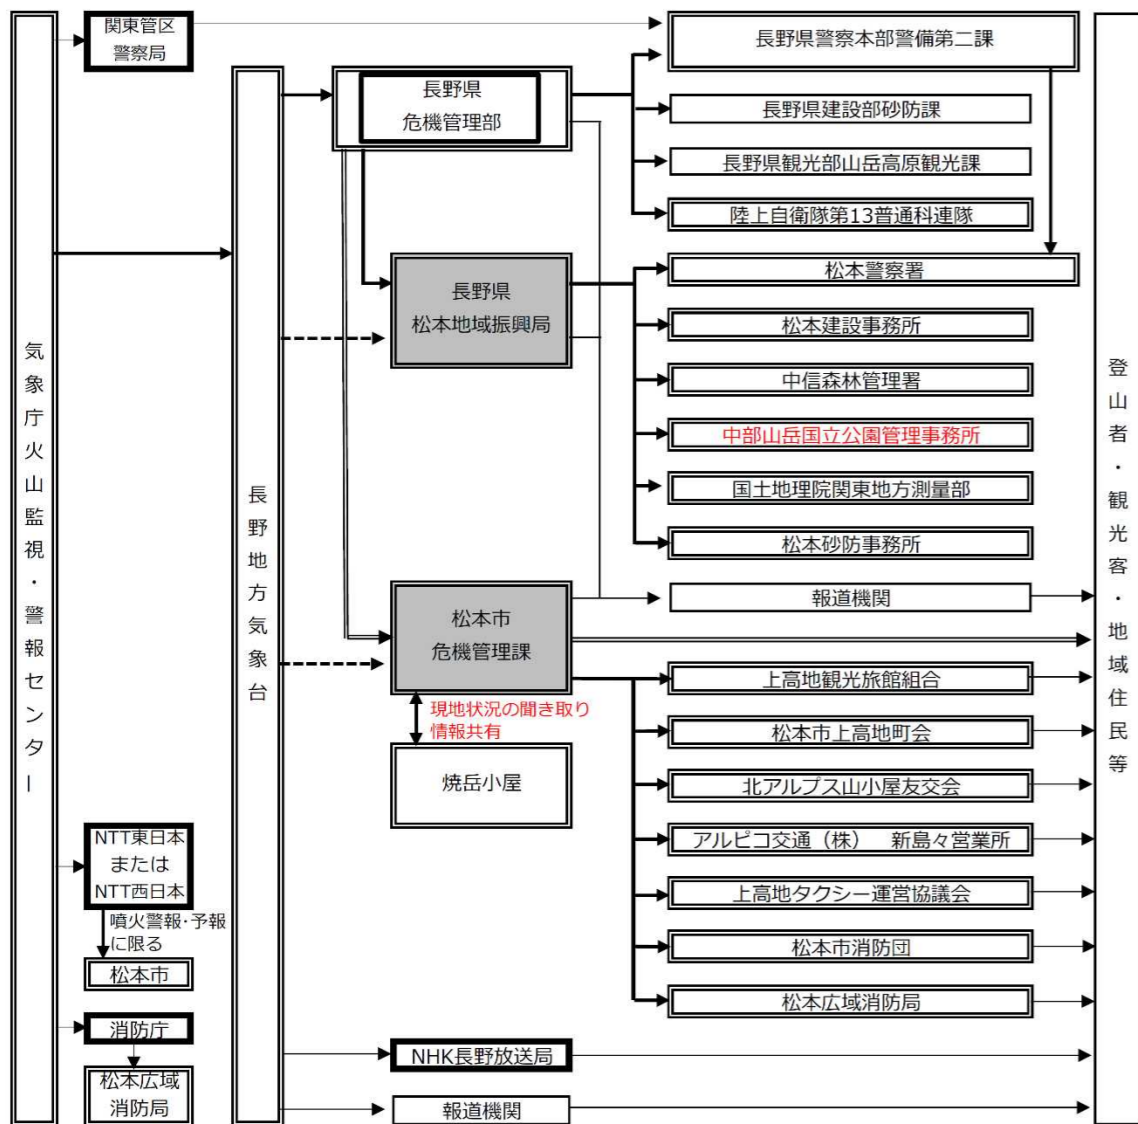 気象庁火山監視・警報センター
関東管区
警察局
NTT東日本
または
NTT西日本
噴火警報・予報
に限る
松本市
消防庁
松本広域
消防局
長野地方気象台
長野県
危機管理部
長野県
松本地域振興局
松本市
危機管理課
現地状況の聞き取り
情報共有
焼岳小屋
NHK長野放送局
報道機関
長野県警察本部警備第二課
長野県建設部砂防課
長野県観光部山岳高原観光課
陸上自衛隊第13普通科連隊
松本警察署
松本建設事務所
中信森林管理署
中部山岳国立公園管理事務所
国土地理院関東地方測量部
松本砂防事務所
報道機関
上高地観光旅館組合
松本市上高地町会
北アルプス山小屋友交会
アルピコ交通（株）　新島々営業所
上高地タクシー運営協議会
松本市消防団
松本広域消防局
登山者・観光客・地域住民等